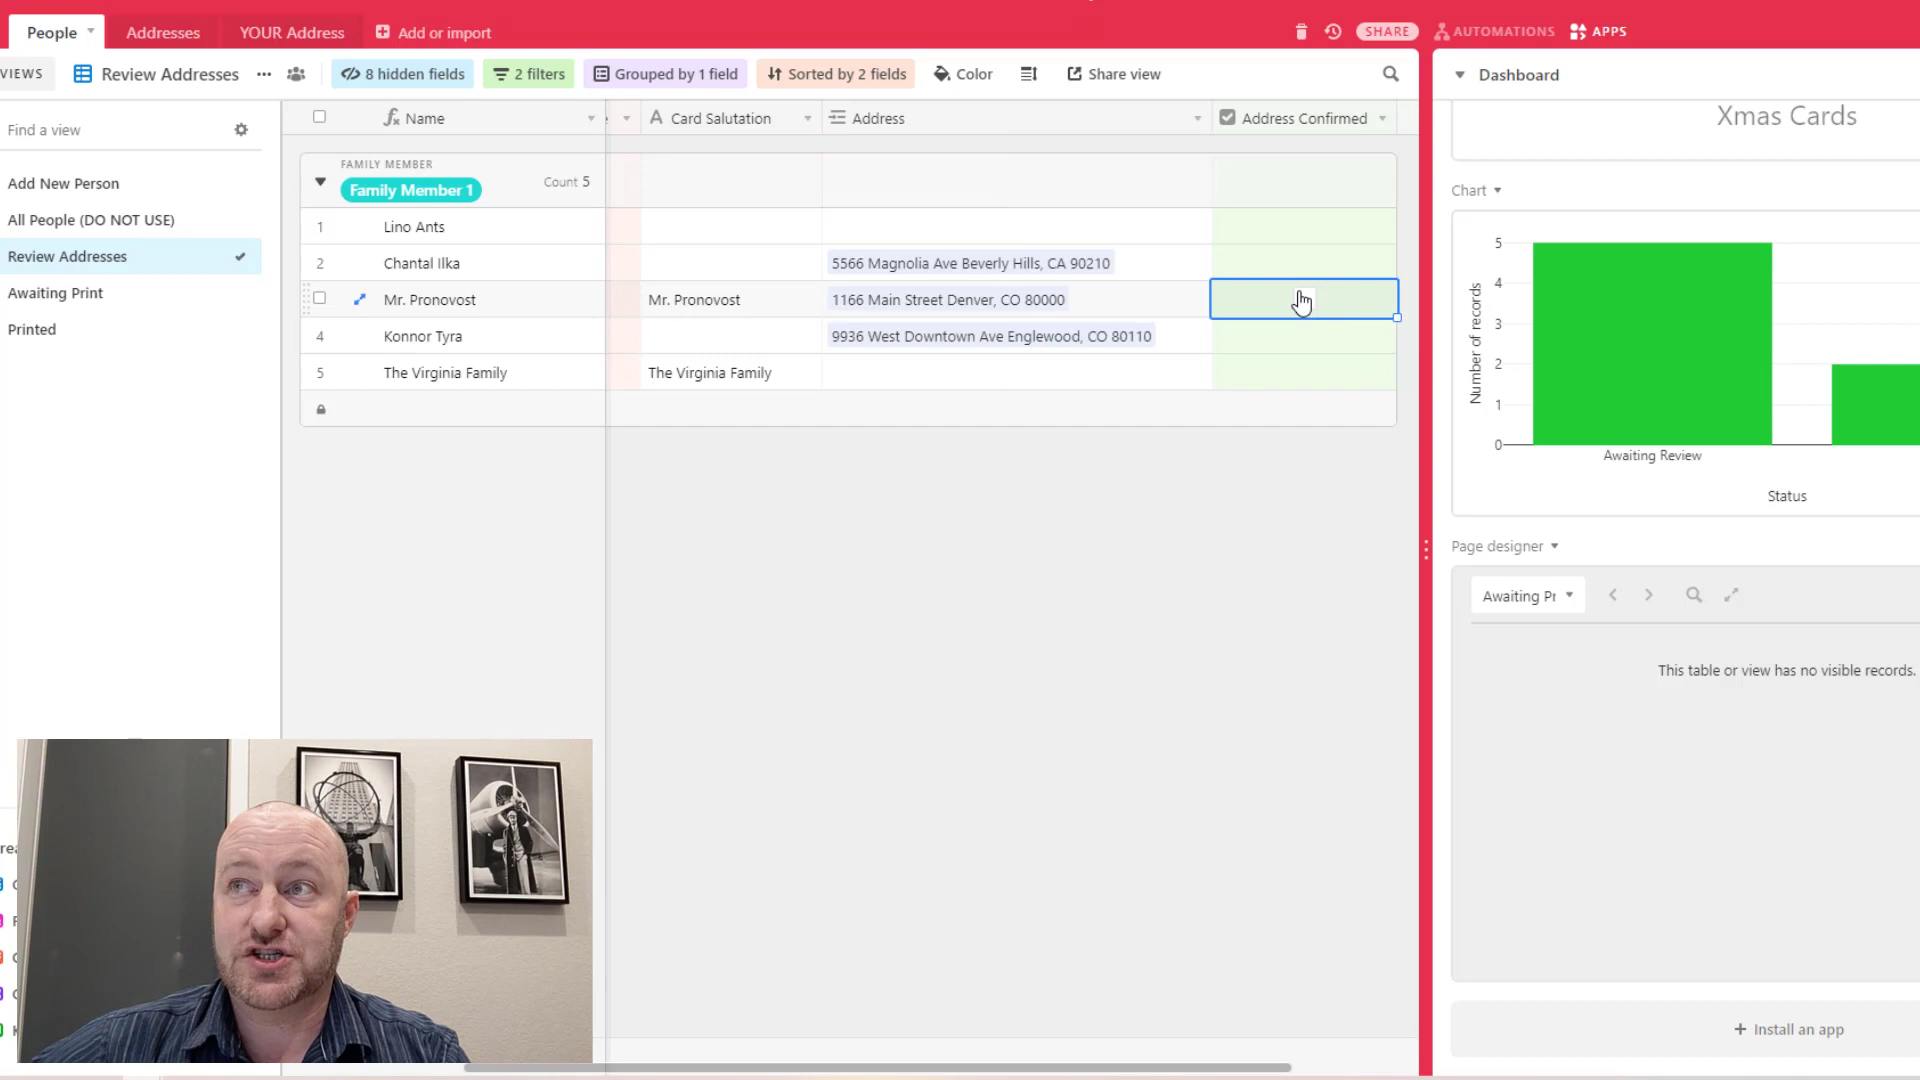 People
Addresses
YOUR Address
Add or import
SHARE
AUTOMATIONS
APPS
VIEWS
Review Addresses
8 hidden fields
2 filters
Grouped by 1 field
Sorted by 2 fields
Color
Share view
Dashboard
Find a view
Add New Person
All People (DO NOT USE)
Review Addresses
Awaiting Print
Printed
Name
Card Salutation
Address
Address Confirmed
FAMILY MEMBER
Family Member 1
Count 5
1 Lino Ants
2 Chantal Ilka 5566 Magnolia Ave Beverly Hills, CA 90210
Mr. Pronovost Mr. Pronovost 1166 Main Street Denver, CO 80000
4 Konnor Tyra 9936 West Downtown Ave Englewood, CO 80110
5 The Virginia Family The Virginia Family
Xmas Cards
Chart
Number of records
5
4
3
2
1
0
Awaiting Review
Status
Page designer
Awaiting Pr
This table or view has no visible records.
+ Install an app